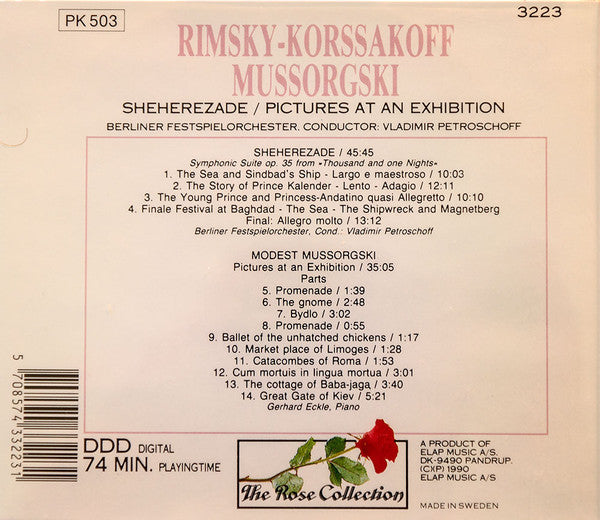 PK 503
3223
RIMSKY-KORSSAKOFF
MUSSORGSKI
SHEHEREZADE / PICTURES AT AN EXHIBITION
BERLINER FESTSPIELORCHESTER. CONDUCTOR: VLADIMIR PETROSCHOFF
SHEHEREZADE / 45:45
Symphonic Suite op. 35 from »Thousand and one Nights«
1. The Sea and Sindbad's Ship - Largo e maestroso / 10:03
2. The Story of Prince Kalender - Lento - Adagio / 12:11
3. The Young Prince and Princess-Andatino quasi Allegretto / 10:10
4. Finale Festival at Baghdad - The Sea - The Shipwreck and Magnetberg
Final: Allegro molto / 13:12
Berliner Festspielorchester, Cond.: Vladimir Petroschoff
MODEST MUSSORGSKI
Pictures at an Exhibition / 35:05
Parts
5. Promenade / 1:39
6. The gnome / 2:48
7. Bydlo / 3:02
8. Promenade / 0:55
9. Ballet of the unhatched chickens / 1:17
10. Market place of Limoges / 1:28
11. Catacombes of Roma / 1:53
12. Cum mortuis in lingua mortua / 3:01
13. The cottage of Baba-jaga, / 3:40
14. Great Gate of Kiev / 5:21
Gerhard Eckle, Piano
5 708574 332231
DDD DIGITAL
74 MIN. PLAYINGTIME
The Rose Collection
A PRODUCT OF
ELAP MUSIC A/S.
DK-9490 PANDRUP.
(CXP) 1990
ELAP MUSIC A/S
MADE IN SWEDEN